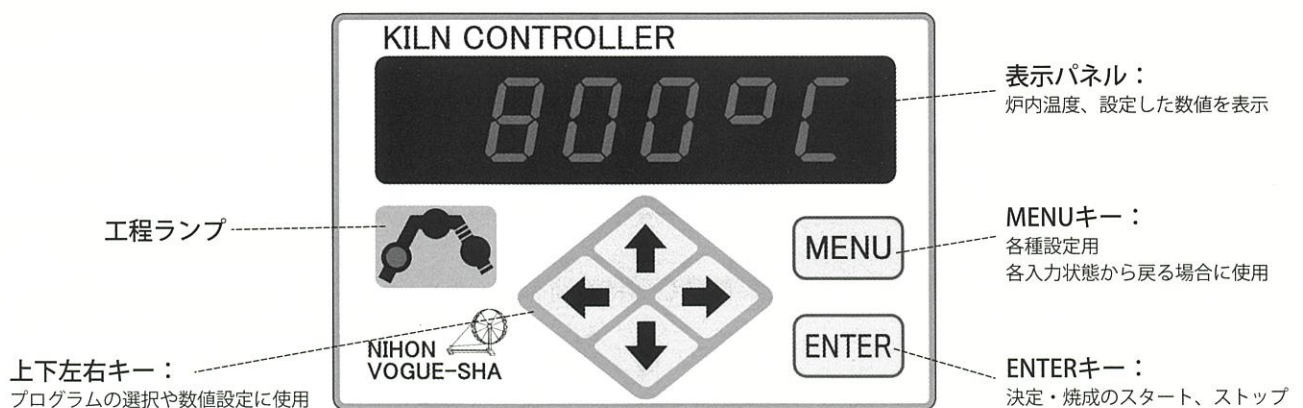 KILN CONTROLLER
800°C
表示パネル：
炉内温度、設定した数値を表示
工程ランプ
MENU
MENUキー：
各種設定用
各入力状態から戻る場合に使用
NIHON
VOGUE-SHA
ENTER
上下左右キー：
プログラムの選択や数値設定に使用
ENTERキー：
決定・焼成のスタート、ストップ